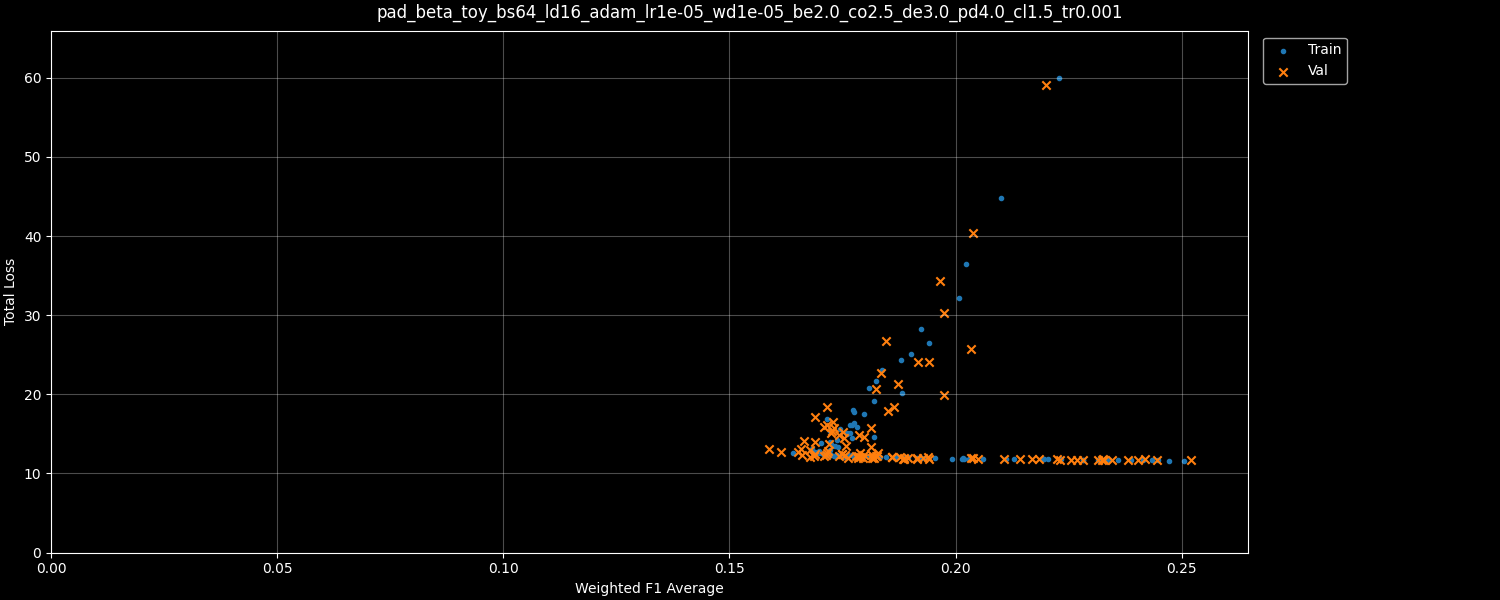 pad_beta_toy_bs64_ld16_adam_lr1e-05_wd1e-05_be2.0_co2.5_de3.0_pd4.0_cl1.5_tr0.001
Train
Val
60
50
40
30
20
10
0
Total Loss
0.00
0.05
0.10
0.15
0.20
0.25
Weighted F1 Average